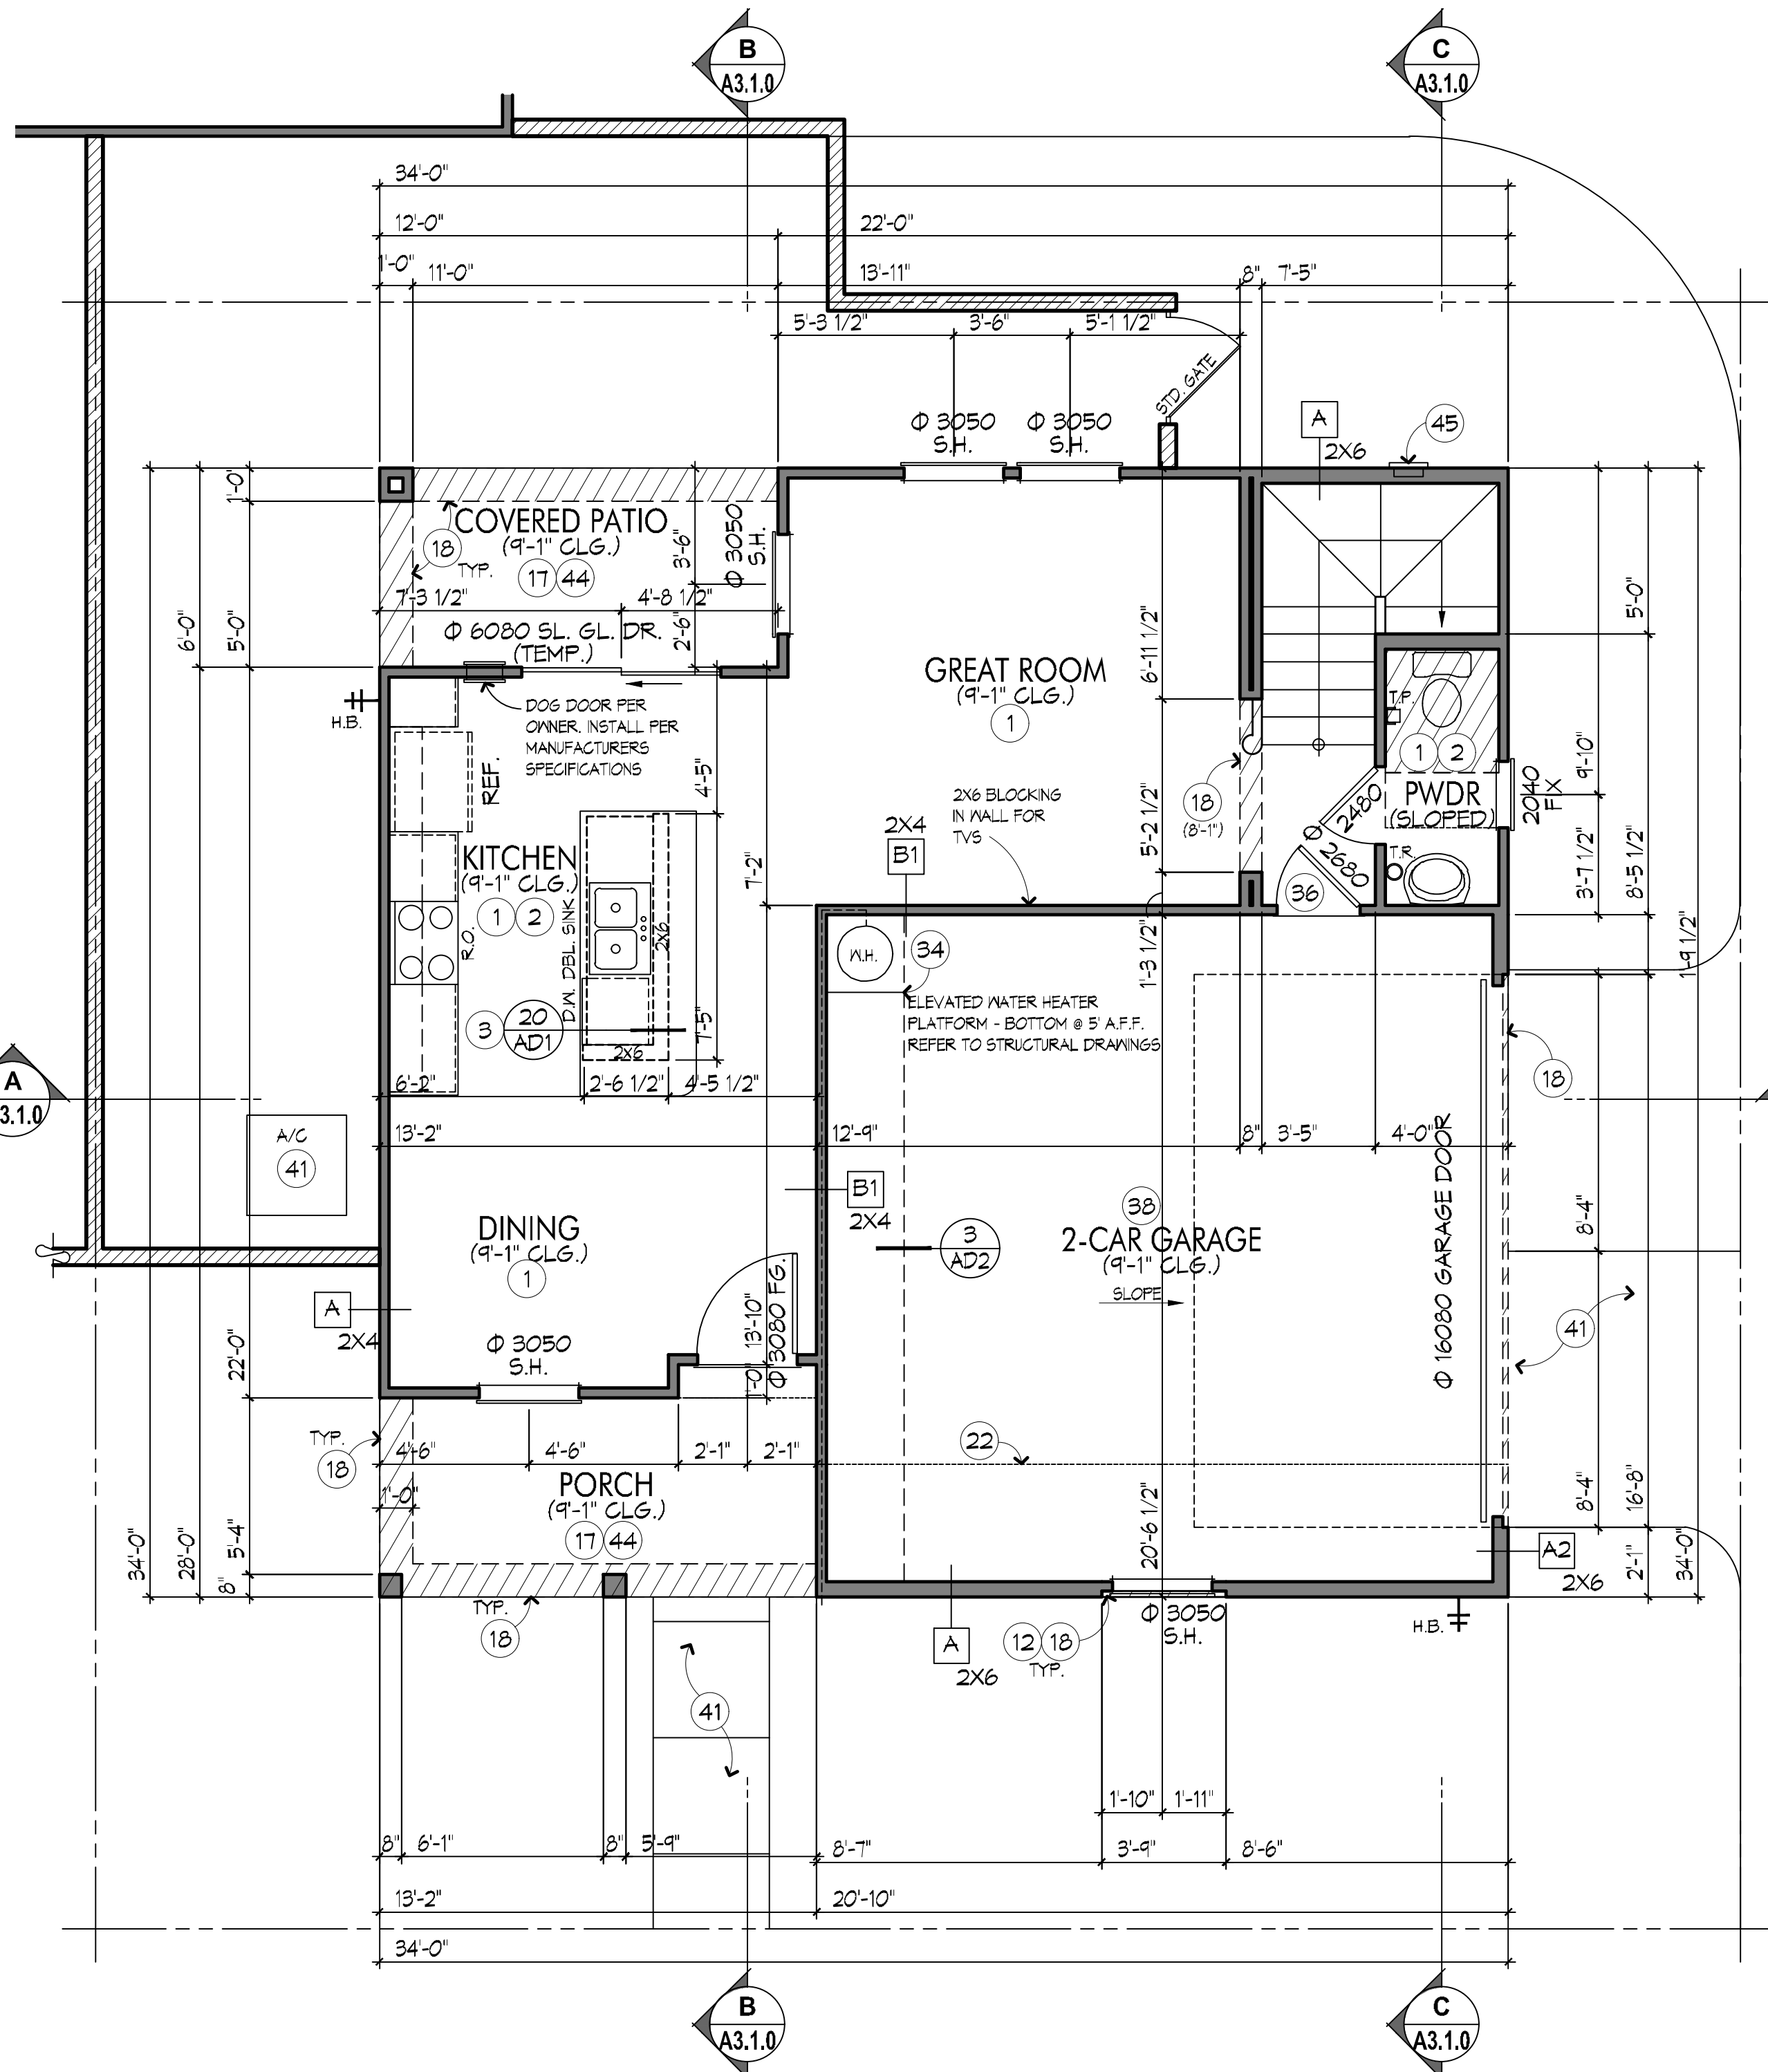 B
A3.1.0
C
A3.1.0
34'-0"
12'-0"
22'-0"
1'-0"
11'-0"
13'-11"
8"
7'-5"
5'-3 1/2"
3'-6"
5'-1 1/2"
STD. GATE
Φ 3050
S.H.
Φ 3050
S.H.
A
2X6
45
1'-0"
COVERED PATIO
(9'-1" CLG.)
18
TYP.
17
44
3'-6"
Φ 3050
S.H.
7'-3 1/2"
4'-8 1/2"
2'-6"
Φ 6080 SL. GL. DR.
(TEMP.)
6'-0"
5'-0"
5'-0"
6'-11 1/2"
GREAT ROOM
(9'-1" CLG.)
1
H.B.
DOG DOOR PER
OWNER. INSTALL PER
MANUFACTURERS
SPECIFICATIONS
REF.
4'-5"
T.P.
1
2
9'-10"
18
(8'-1")
2480
PWDR
(SLOPED)
2040
FIX
2X6 BLOCKING
IN WALL FOR
TVS
2X4
B1
5'-2 1/2"
Φ 2680
T.R.
36
3'-7 1/2"
8'-5 1/2"
KITCHEN
(9'-1" CLG.)
1
2
7'-2"
R.O.
D.W. DBL. SINK
2X6
W.H.
34
1'-3 1/2"
1'-9 1/2"
ELEVATED WATER HEATER
PLATFORM - BOTTOM @ 5' A.F.F.
REFER TO STRUCTURAL DRAWINGS
3
20
AD1
2X6
7'-5"
18
A
3.1.0
6'-2"
2'-6 1/2"
4'-5 1/2"
A/C
41
13'-2"
12'-9"
8"
3'-5"
4'-0"
B1
2X4
38
2-CAR GARAGE
(9'-1" CLG.)
SLOPE
3
AD2
Φ 16080 GARAGE DOOR
8'-4"
DINING
(9'-1" CLG.)
1
A
2X4
Φ 3050
S.H.
13'-10"
1'-0"
Φ 3080 FG.
41
22'-0"
TYP.
18
4'-6"
4'-6"
2'-1"
2'-1"
22
1'-0"
PORCH
(9'-1" CLG.)
17
44
34'-0"
28'-0"
5'-4"
8"
20'-6 1/2"
8'-4"
16'-8"
2'-1"
34'-0"
A2
2X6
TYP.
18
A
2X6
12
18
TYP.
Φ 3050
S.H.
H.B.
41
1'-10"
1'-11"
8"
6'-1"
8"
5'-9"
8'-7"
3'-9"
8'-6"
13'-2"
20'-10"
34'-0"
B
A3.1.0
C
A3.1.0